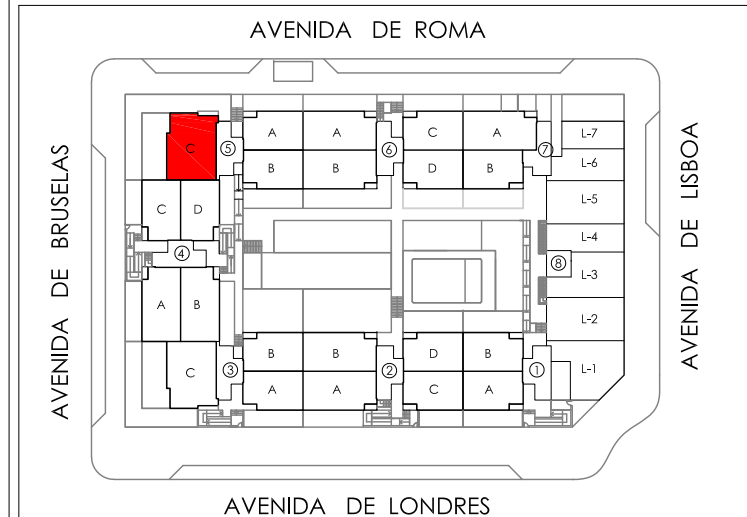 AVENIDA DE ROMA
AVENIDA DE BRUSELAS
AVENIDA DE LISBOA
A A C A L-7
C 5 6 7
B B D B L-6
L-5
C D
L-4
4 8
L-3
A B
L-2
B B D B
C 3 2 1 L-1
A A C A
AVENIDA DE LONDRES